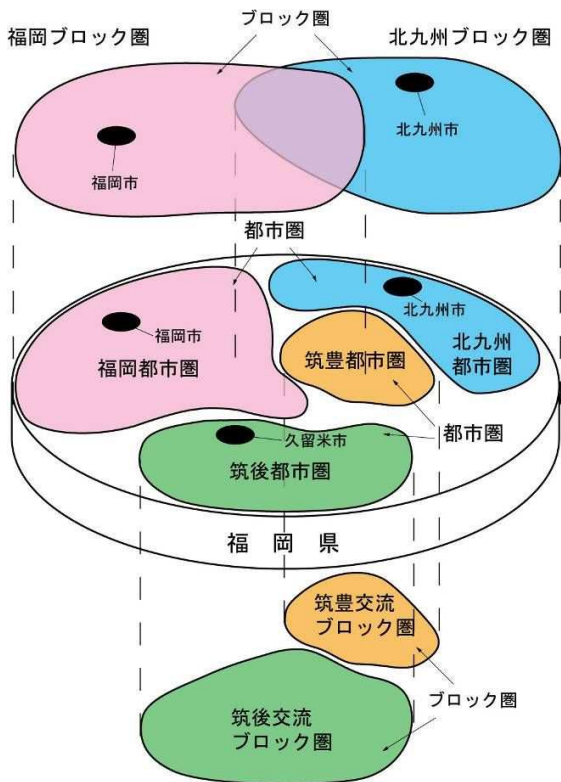 ブロック圏
福岡ブロック圏
北九州ブロック圏
福岡市
北九州市
都市圏
福岡市
北九州市
福岡都市圏
筑豊都市圏
北九州
都市圏
久留米市
都市圏
筑後都市圏
福岡県
筑豊交流
ブロック圏
ブロック圏
筑後交流
ブロック圏